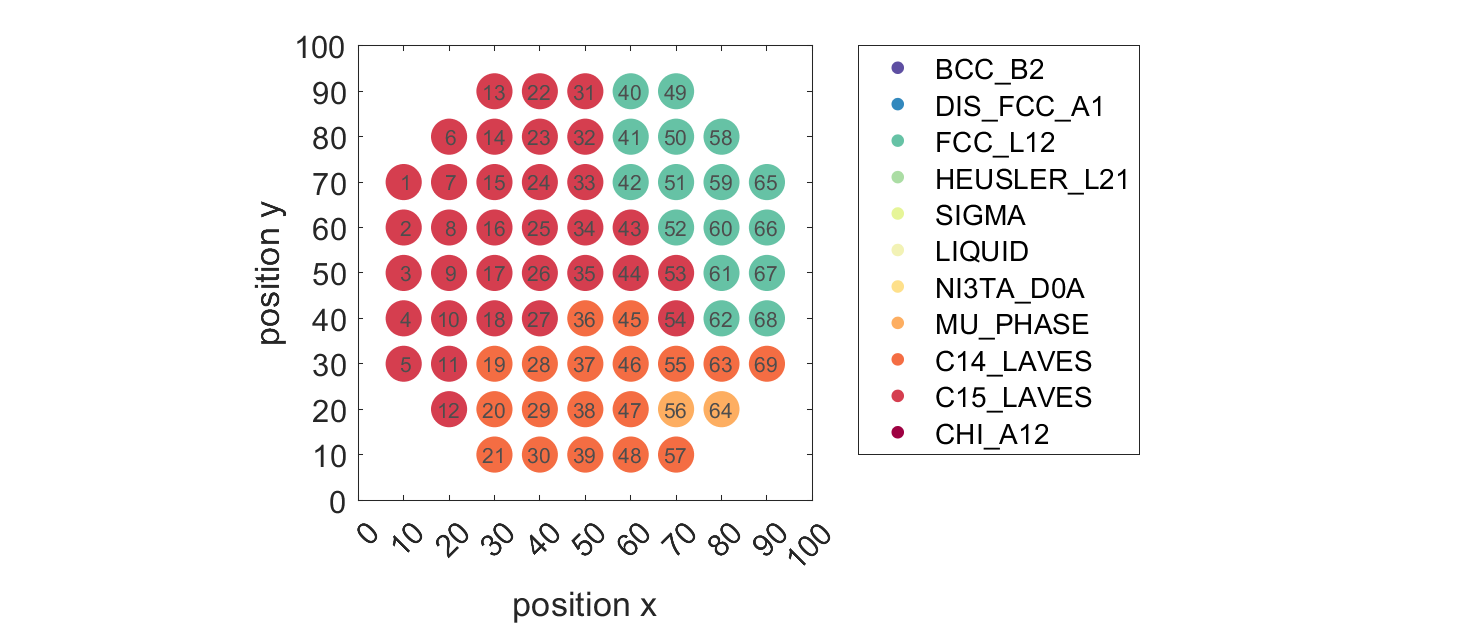 100
90
80
70
60
50
40
30
20
10
0
position y
13 22 31 40 49
6 14 23 32 41 50 58
1 7 15 24 33 42 51 59 65
2 8 16 25 34 43 52 60 66
3 9 17 26 35 44 53 61 67
4 10 18 27 36 45 54 62 68
5 11 19 28 37 46 55 63 69
12 20 29 38 47 56 64
21 30 39 48 57
0 10 20 30 40 50 60 70 80 90 100
position x
BCC_B2
DIS_FCC_A1
FCC_L12
HEUSLER_L21
SIGMA
LIQUID
NI3TA_D0A
MU_PHASE
C14_LAVES
C15_LAVES
CHI_A12